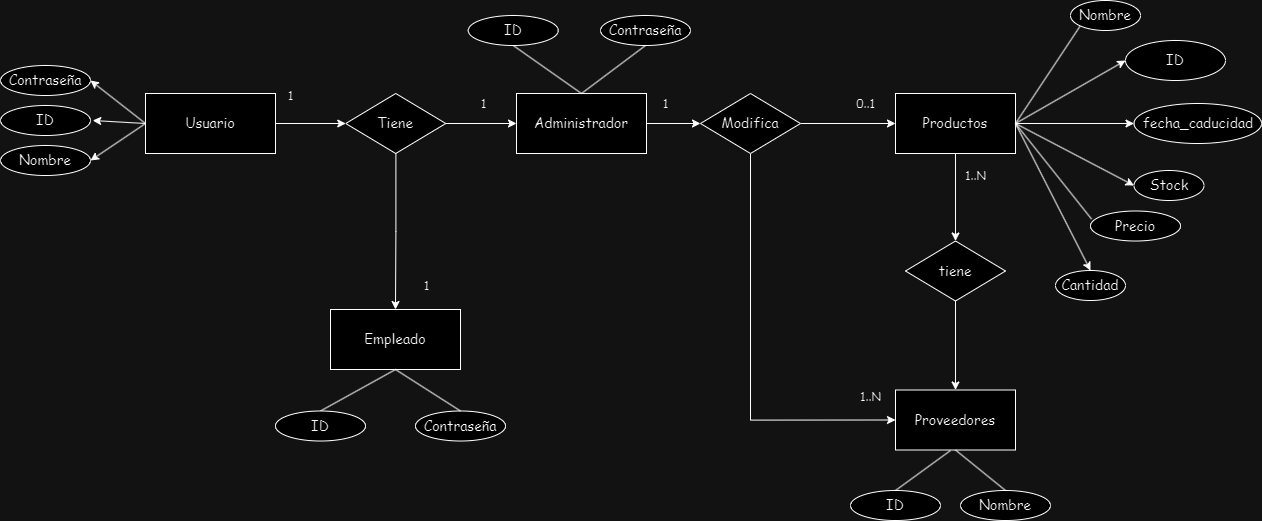 Nombre
ID
Contraseña
ID
Contraseña
ID
Nombre
Usuario
1
Tiene
1
Administrador
1
Modifica
0..1
Productos
fecha_caducidad
Stock
Precio
Cantidad
1..N
tiene
1
Empleado
ID
Contraseña
1..N
Proveedores
ID
Nombre